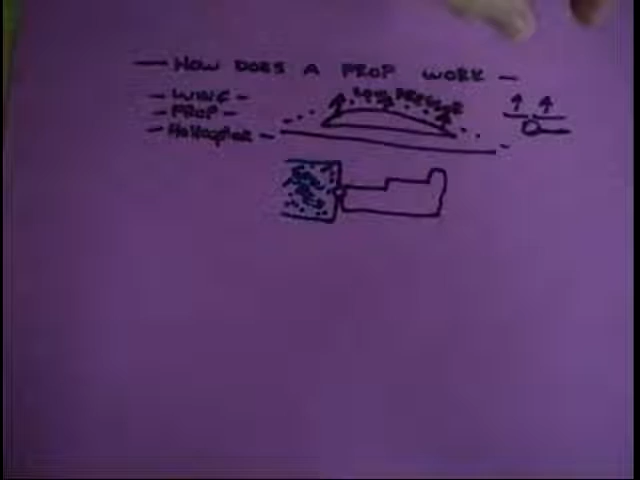 — HOW DOES A PROP WORK —
— WING —
— PROP —
— Helicopter —
LOW PRESSURE